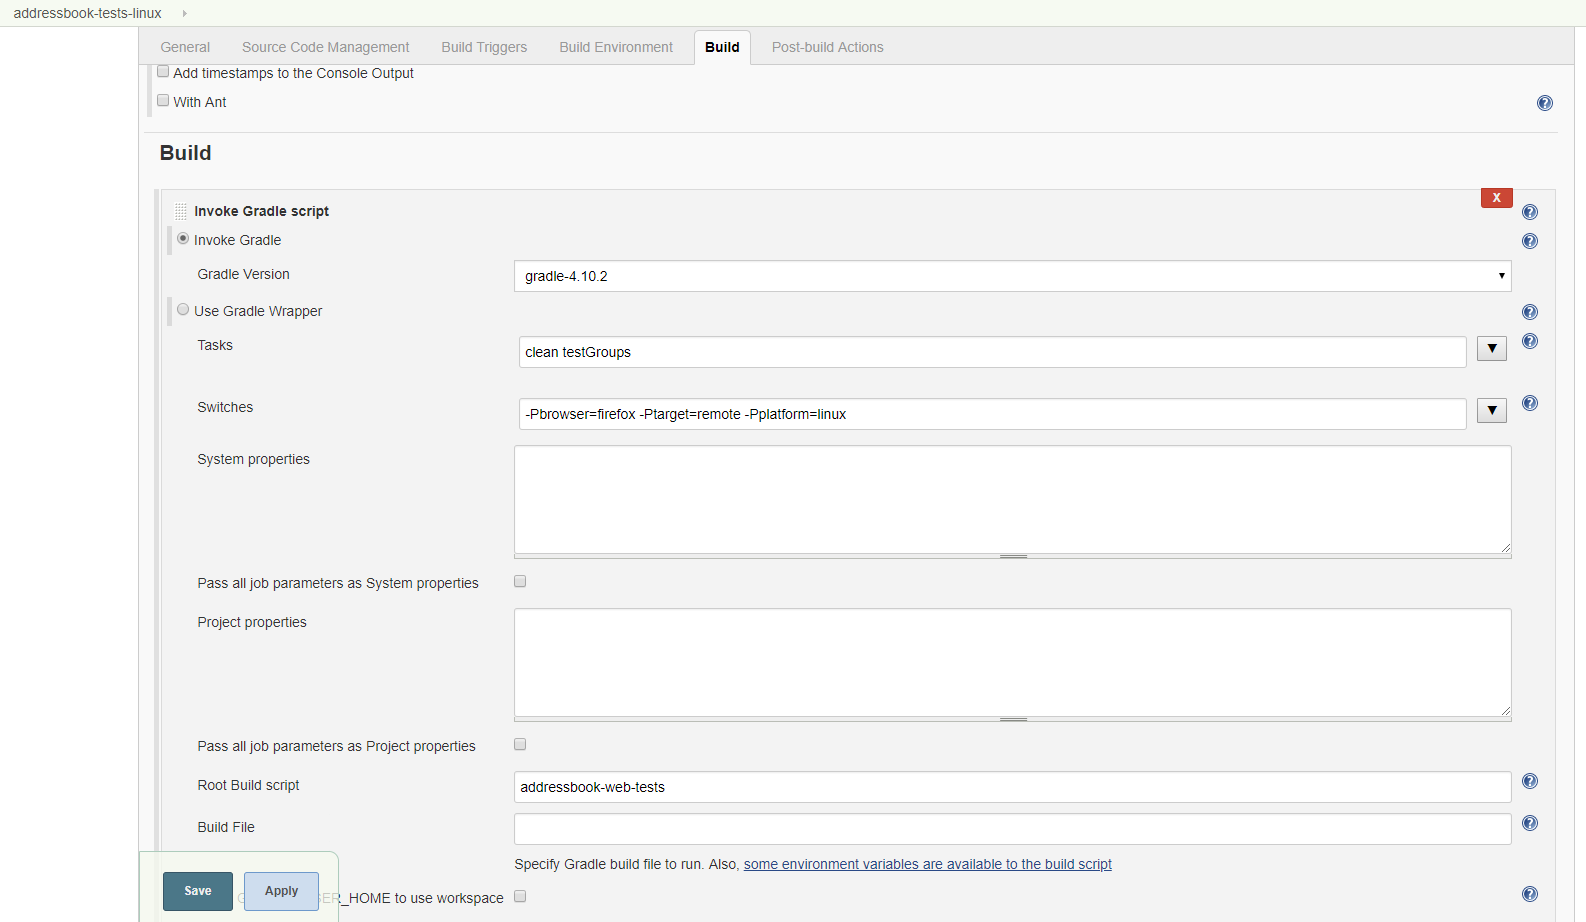 addressbook-tests-linux
General Source Code Management Build Triggers Build Environment Build Post-build Actions
Add timestamps to the Console Output
With Ant
Build
X
Invoke Gradle script
Invoke Gradle
Gradle Version gradle-4.10.2
Use Gradle Wrapper
Tasks clean testGroups
Switches -Pbrowser=firefox -Ptarget=remote -Pplatform=linux
System properties
Pass all job parameters as System properties
Project properties
Pass all job parameters as Project properties
Root Build script addressbook-web-tests
Build File
Specify Gradle build file to run. Also, some environment variables are available to the build script
Save Apply ER_HOME to use workspace